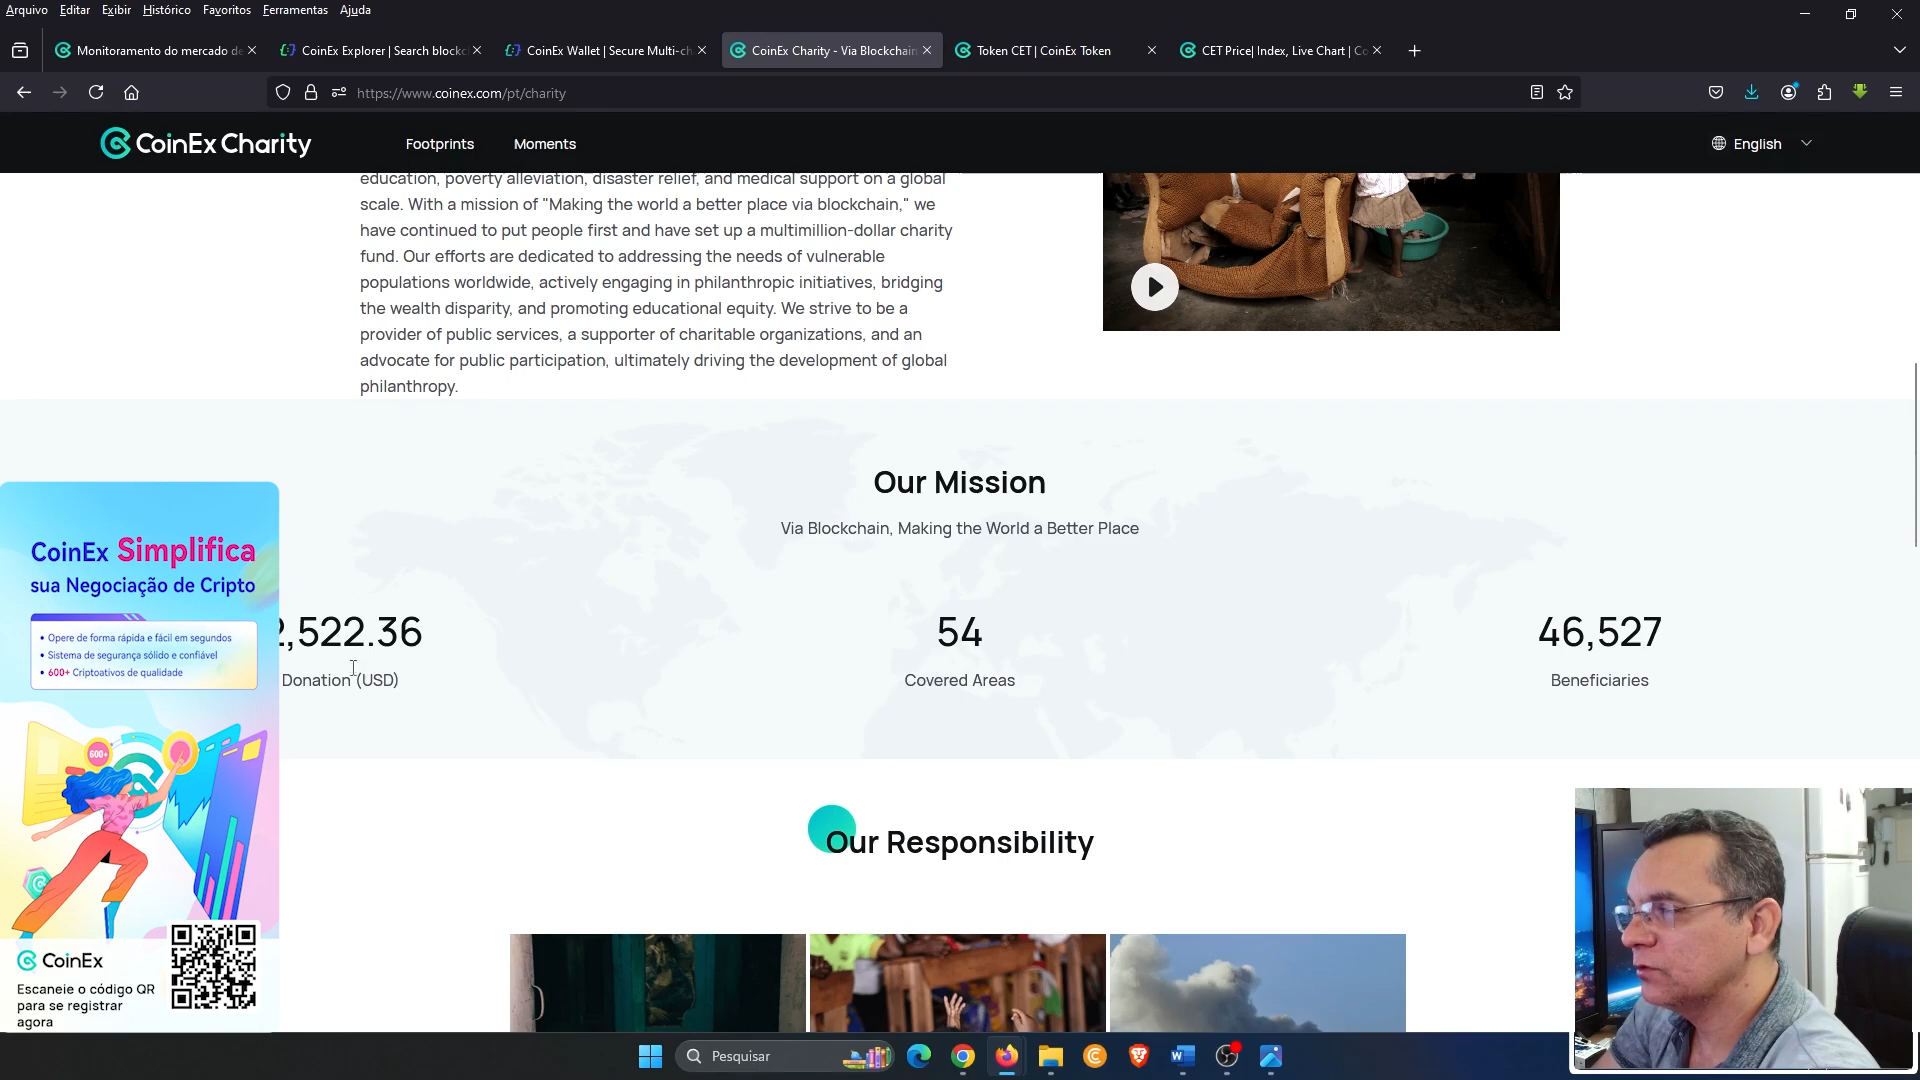 Arquivo Editar Exibir Histórico Favoritos Ferramentas Ajuda
Monitoramento do mercado de
CoinEx Explorer | Search blockc
CoinEx Wallet | Secure Multi-ch
CoinEx Charity - Via Blockchain
Token CET | CoinEx Token
CET Price| Index, Live Chart | Co
https://www.coinex.com/pt/charity
CoinEx Charity
Footprints
Moments
English
education, poverty alleviation, disaster relief, and medical support on a global
scale. With a mission of "Making the world a better place via blockchain," we
have continued to put people first and have set up a multimillion-dollar charity
fund. Our efforts are dedicated to addressing the needs of vulnerable
populations worldwide, actively engaging in philanthropic initiatives, bridging
the wealth disparity, and promoting educational equity. We strive to be a
provider of public services, a supporter of charitable organizations, and an
advocate for public participation, ultimately driving the development of global
philanthropy.
Our Mission
Via Blockchain, Making the World a Better Place
2,522.36
Donation (USD)
54
Covered Areas
46,527
Beneficiaries
Our Responsibility
CoinEx Simplifica
sua Negociação de Cripto
• Opere de forma rápida e fácil em segundos
• Sistema de segurança sólido e confiável
• 600+ Criptoativos de qualidade
600+
CoinEx
Escaneie o código QR
para se registrar
agora
Pesquisar